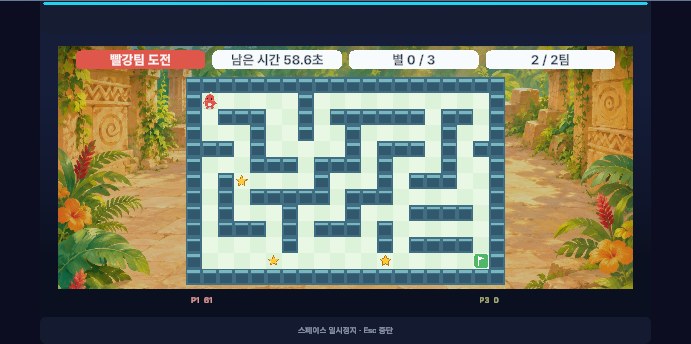 빨강팀 도전
남은 시간 58.6초
별 0 / 3
2 / 2팀
P1 81
P3 0
스페이스 일시정지 · Esc 중단